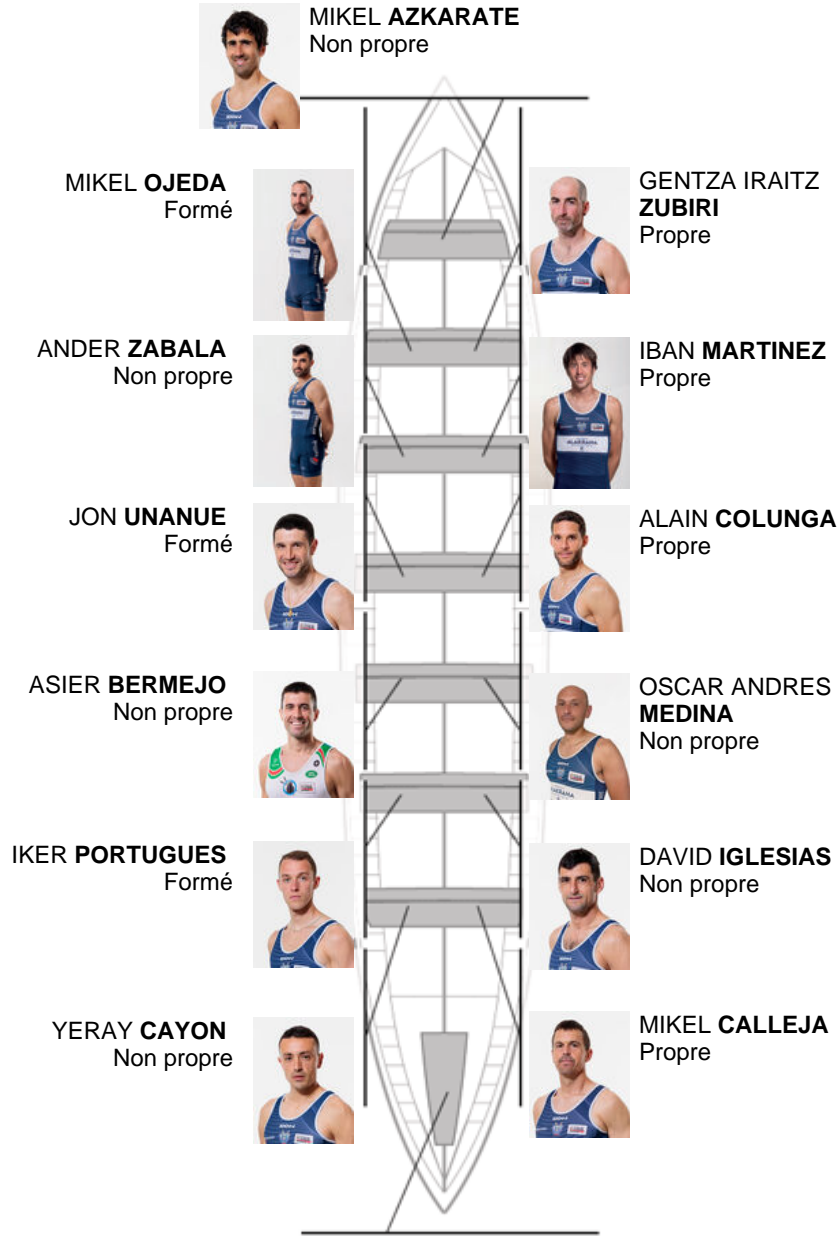 MIKEL AZKARATE
Non propre
MIKEL OJEDA
Formé
GENTZA IRAITZ
ZUBIRI
Propre
ANDER ZABALA
Non propre
IBAN MARTINEZ
Propre
JON UNANUE
Formé
ALAIN COLUNGA
Propre
ASIER BERMEJO
Non propre
OSCAR ANDRES
MEDINA
Non propre
IKER PORTUGUES
Formé
DAVID IGLESIAS
Non propre
YERAY CAYON
Non propre
MIKEL CALLEJA
Propre